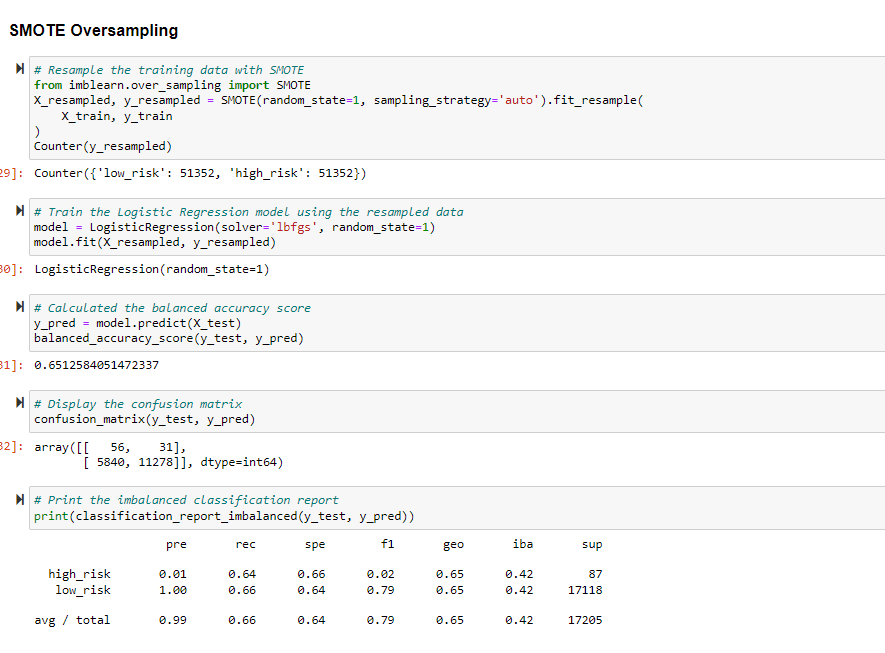 SMOTE Oversampling
# Resample the training data with SMOTE
from imblearn.over_sampling import SMOTE
X_resampled, y_resampled = SMOTE(random_state=1, sampling_strategy='auto').fit_resample(
    X_train, y_train
)
Counter(y_resampled)
29]: Counter({'low_risk': 51352, 'high_risk': 51352})
# Train the Logistic Regression model using the resampled data
model = LogisticRegression(solver='lbfgs', random_state=1)
model.fit(X_resampled, y_resampled)
30]: LogisticRegression(random_state=1)
# Calculated the balanced accuracy score
y_pred = model.predict(X_test)
balanced_accuracy_score(y_test, y_pred)
31]: 0.6512584051472337
# Display the confusion matrix
confusion_matrix(y_test, y_pred)
32]: array([[   56,    31],
       [ 5840, 11278]], dtype=int64)
# Print the imbalanced classification report
print(classification_report_imbalanced(y_test, y_pred))
                   pre       rec       spe        f1       geo       iba       sup
  high_risk       0.01      0.64      0.66      0.02      0.65      0.42        87
   low_risk       1.00      0.66      0.64      0.79      0.65      0.42     17118
avg / total       0.99      0.66      0.64      0.79      0.65      0.42     17205